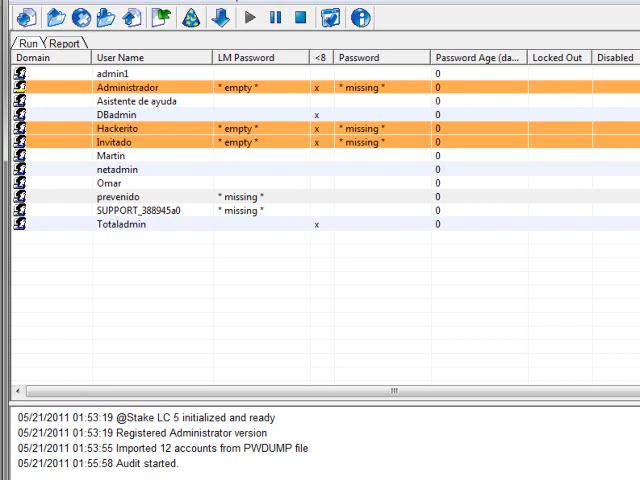 Run Report
Domain User Name LM Password <8 Password Password Age (da... Locked Out Disabled
admin1 0
Administrador * empty * x * missing * 0
Asistente de ayuda 0
DBadmin x 0
Hackerito * empty * x * missing * 0
Invitado * empty * x * missing * 0
Martin 0
netadmin 0
Omar 0
prevenido * missing * 0
SUPPORT_388945a0 * missing * 0
Totaladmin x 0
05/21/2011 01:53:19 @Stake LC 5 initialized and ready
05/21/2011 01:53:19 Registered Administrator version
05/21/2011 01:53:55 Imported 12 accounts from PWDUMP file
05/21/2011 01:55:58 Audit started.